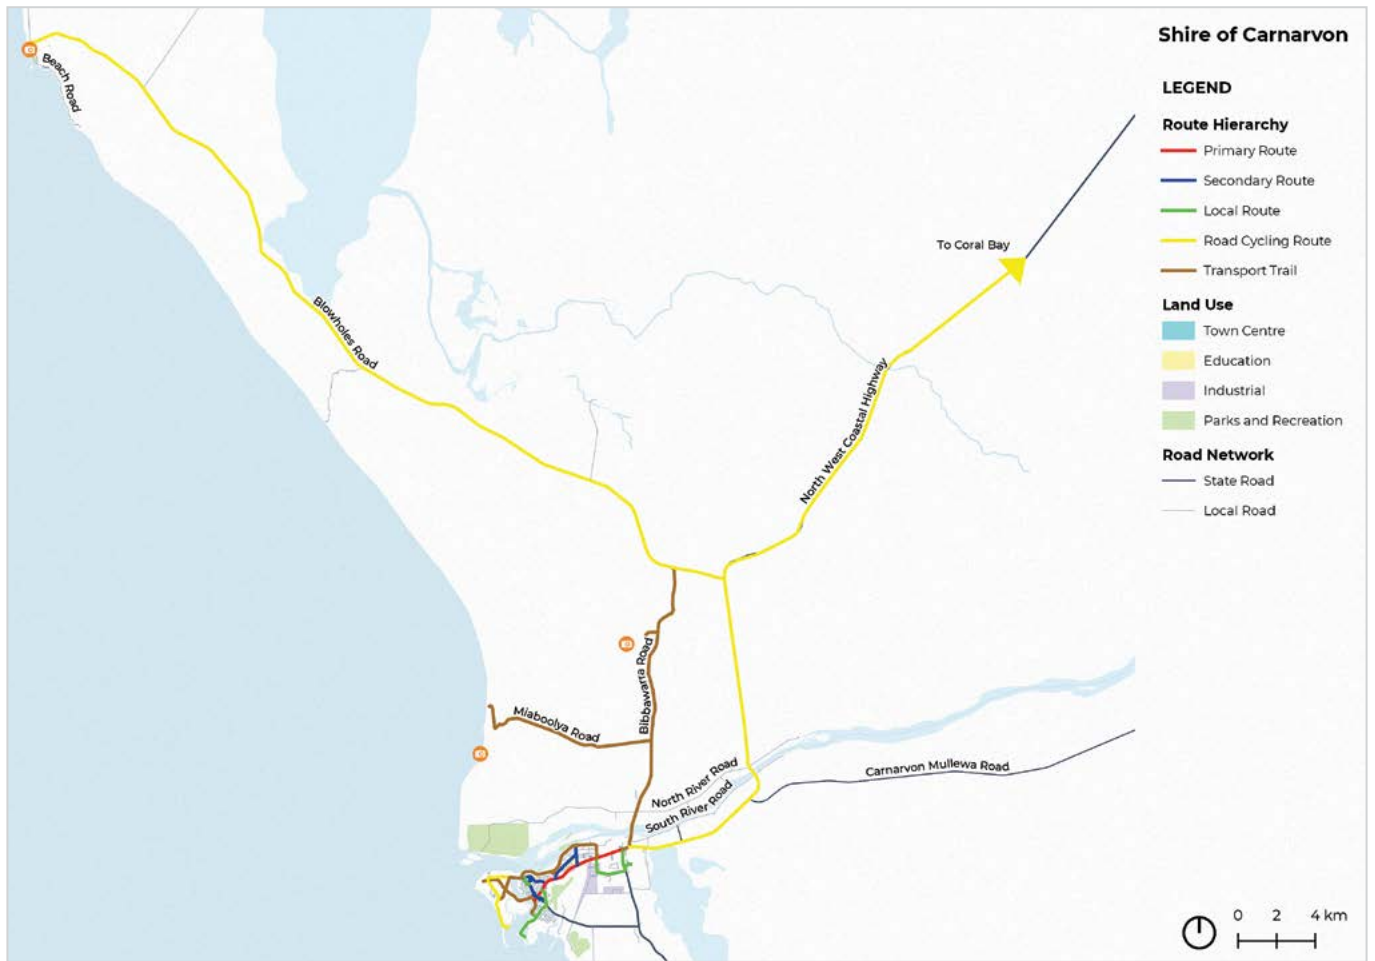 Shire of Carnarvon
LEGEND
Route Hierarchy
Primary Route
Secondary Route
Local Route
Road Cycling Route
Transport Trail
Land Use
Town Centre
Education
Industrial
Parks and Recreation
Road Network
State Road
Local Road
Beach Road
To Coral Bay
Blowholes Road
North West Coastal Highway
Bibbawarra Road
Miaboolya Road
North River Road
South River Road
Carnarvon Mullewa Road
0 2 4 km